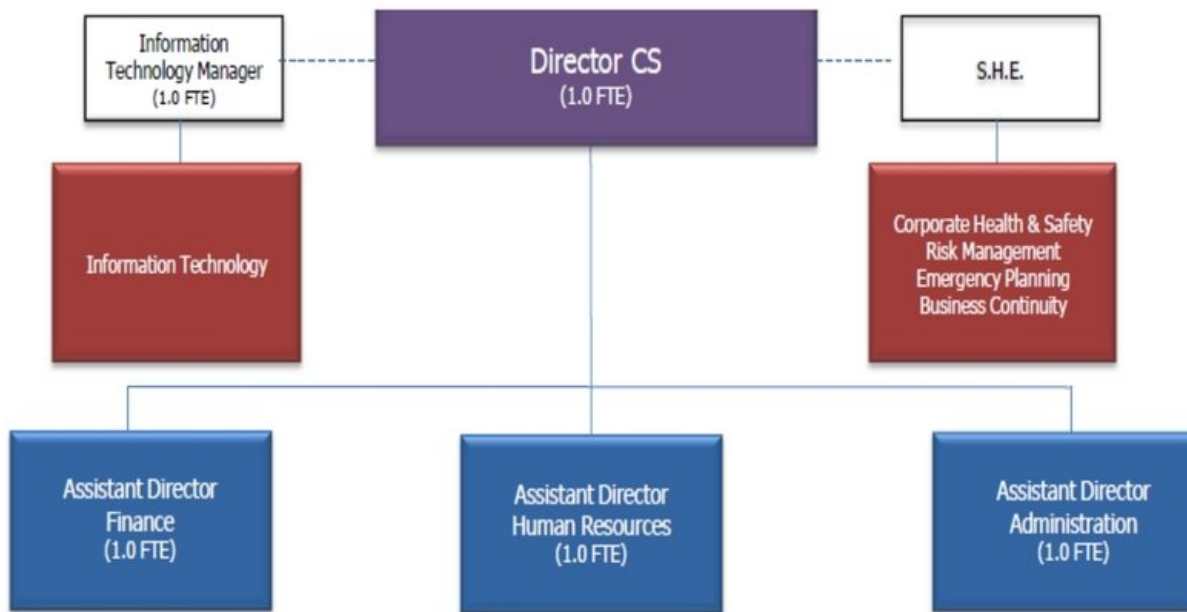 Information
Technology Manager
(1.0 FTE)
Director CS
(1.0 FTE)
S.H.E.
Information Technology
Corporate Health & Safety
Risk Management
Emergency Planning
Business Continuity
Assistant Director
Finance
(1.0 FTE)
Assistant Director
Human Resources
(1.0 FTE)
Assistant Director
Administration
(1.0 FTE)